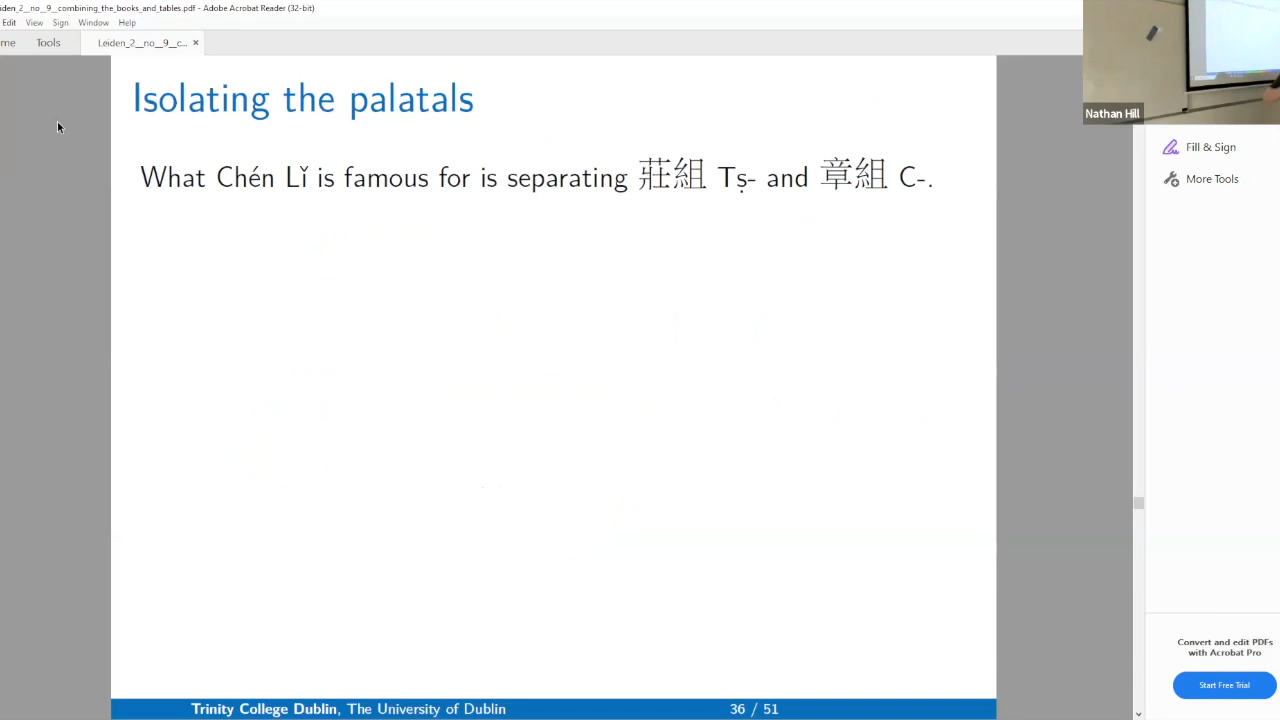 eiden_2__no__9__combining_the_books_and_tables.pdf - Adobe Acrobat Reader (32-bit)
Edit View Sign Window Help
me Tools Leiden_2__no__9__c... ×
Isolating the palatals
What Chén Lǐ is famous for is separating 莊組 Tṣ- and 章組 C-.
Nathan Hill
Fill & Sign
More Tools
Convert and edit PDFs
with Acrobat Pro
Start Free Trial
Trinity College Dublin, The University of Dublin 36 / 51